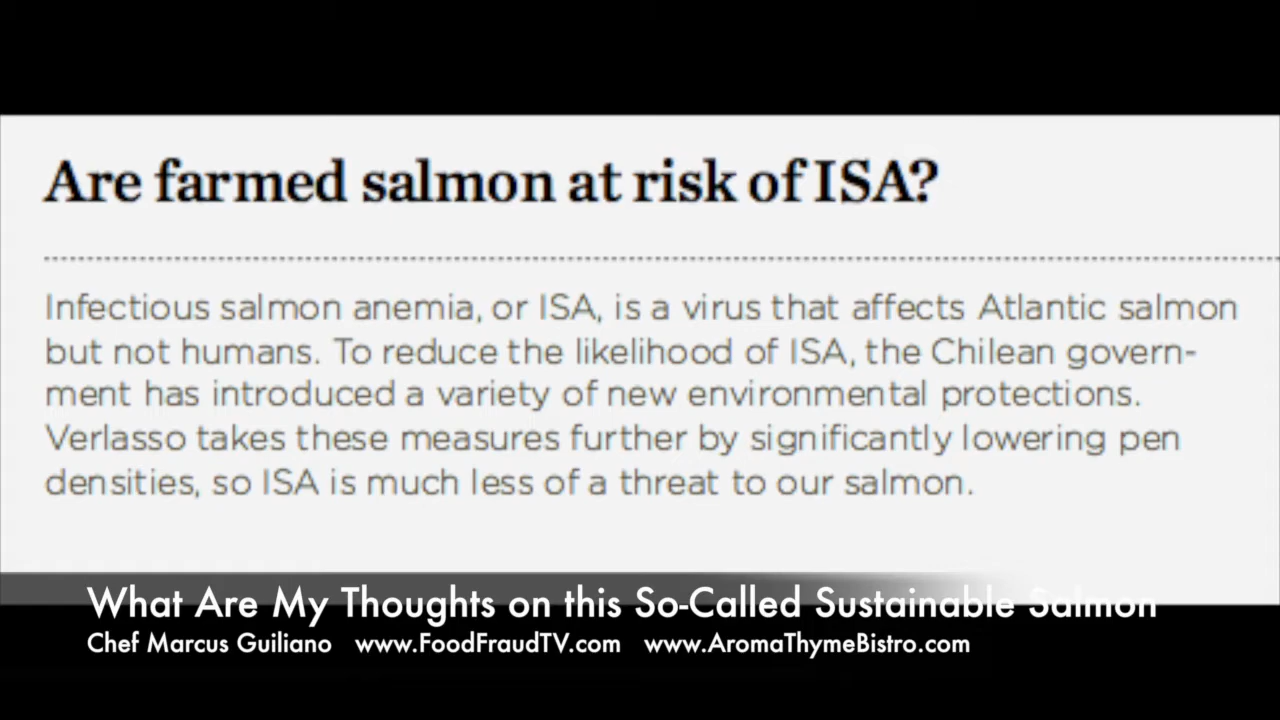 Are farmed salmon at risk of ISA?
Infectious salmon anemia, or ISA, is a virus that affects Atlantic salmon
but not humans. To reduce the likelihood of ISA, the Chilean govern-
ment has introduced a variety of new environmental protections.
Verlasso takes these measures further by significantly lowering pen
densities, so ISA is much less of a threat to our salmon.
What Are My Thoughts on this So-Called Sustainable Salmon
Chef Marcus Guiliano www.FoodFraudTV.com www.AromaThymeBistro.com